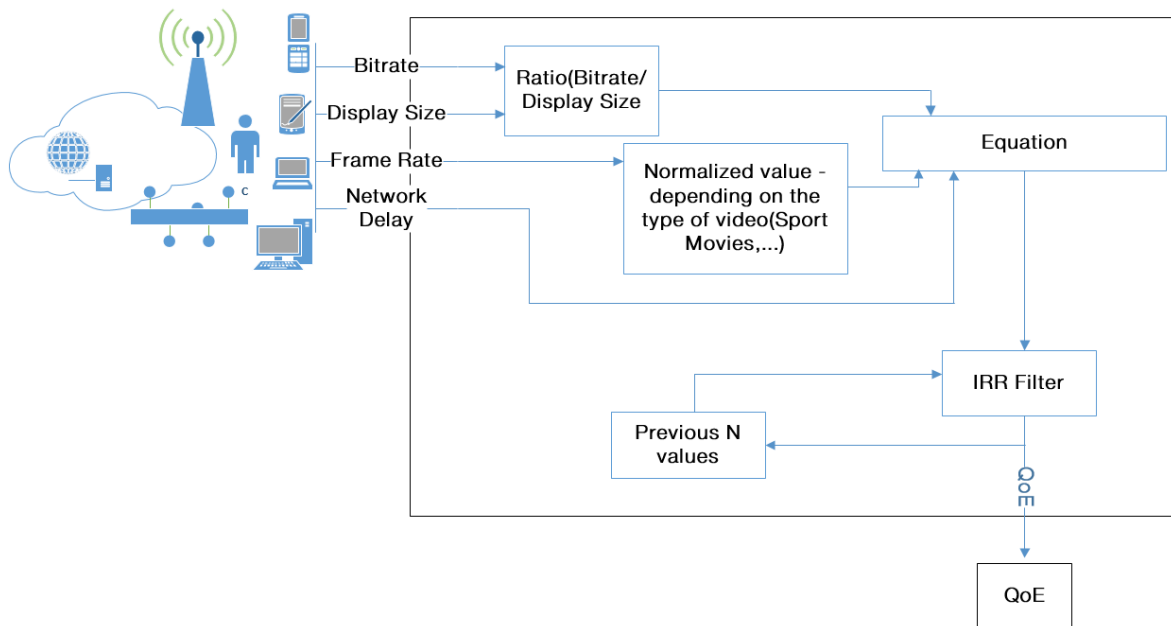 Bitrate
Ratio(Bitrate/
Display Size
Display Size
Equation
Frame Rate
Normalized value -
depending on the
type of video(Sport
Movies,...)
C
Network
Delay
IRR Filter
Previous N
values
QoE
QoE